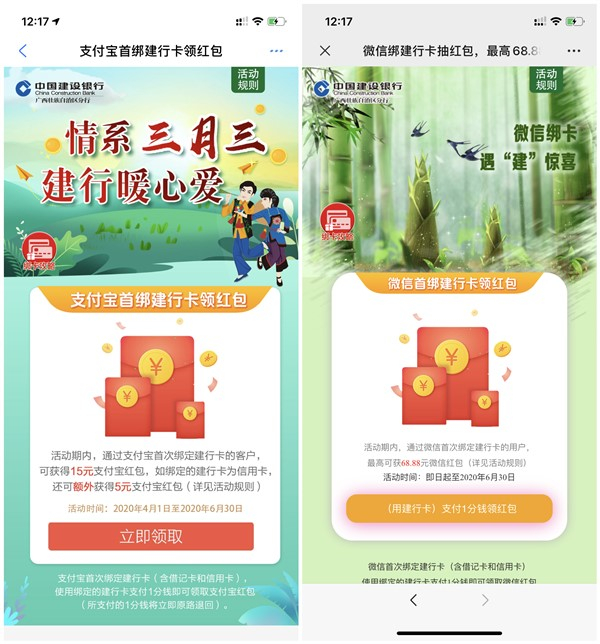 12:17
支付宝首绑建行卡领红包
中国建设银行
China Construction Bank
广西壮族自治区分行
活动
规则
情系三月三
建行暖心爱
绑卡攻略
支付宝首绑建行卡领红包
活动期内，通过支付宝首次绑定建行卡的客户，
可获得15元支付宝红包，如绑定的建行卡为信用卡，
还可额外获得5元支付宝红包（详见活动规则）
活动时间：2020年4月1日至2020年6月30日
立即领取
支付宝首次绑定建行卡（含借记卡和信用卡），
使用绑定的建行卡支付1分钱即可领取支付宝红包
（所支付的1分钱将立即原路退回）。
12:17
微信绑建行卡抽红包，最高68.8
中国建设银行
China Construction Bank
广西壮族自治区分行
活动
规则
微信绑卡
遇“建”惊喜
绑卡攻略
微信首绑建行卡领红包
活动期内，通过微信首次绑定建行卡的用户，
最高可获68.88元微信红包（详见活动规则）
活动时间：即日起至2020年6月30日
（用建行卡）支付1分钱领红包
微信首次绑定建行卡（含借记卡和信用卡）
使用绑定的建行卡支付1分钱即可领取微信红包